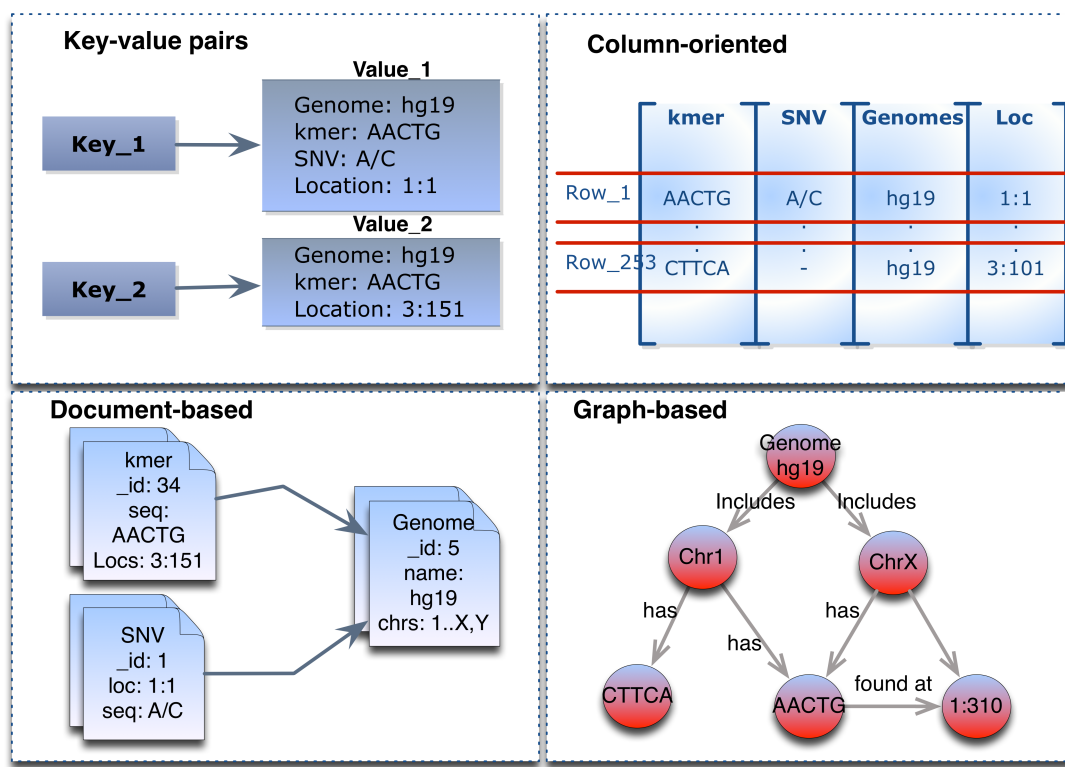 Key-value pairs
Value_1
Key_1
Genome: hg19
kmer: AACTG
SNV: A/C
Location: 1:1
Value_2
Key_2
Genome: hg19
kmer: AACTG
Location: 3:151
Column-oriented
kmer SNV Genomes Loc
Row_1 AACTG A/C hg19 1:1
. . . .
. . . .
Row_253 CTTCA - hg19 3:101
Document-based
kmer
_id: 34
seq:
AACTG
Locs: 3:151
SNV
_id: 1
loc: 1:1
seq: A/C
Genome
_id: 5
name:
hg19
chrs: 1..X,Y
Graph-based
Genome
hg19
Includes Includes
Chr1 ChrX
has has
has
found at
CTTCA AACTG 1:310